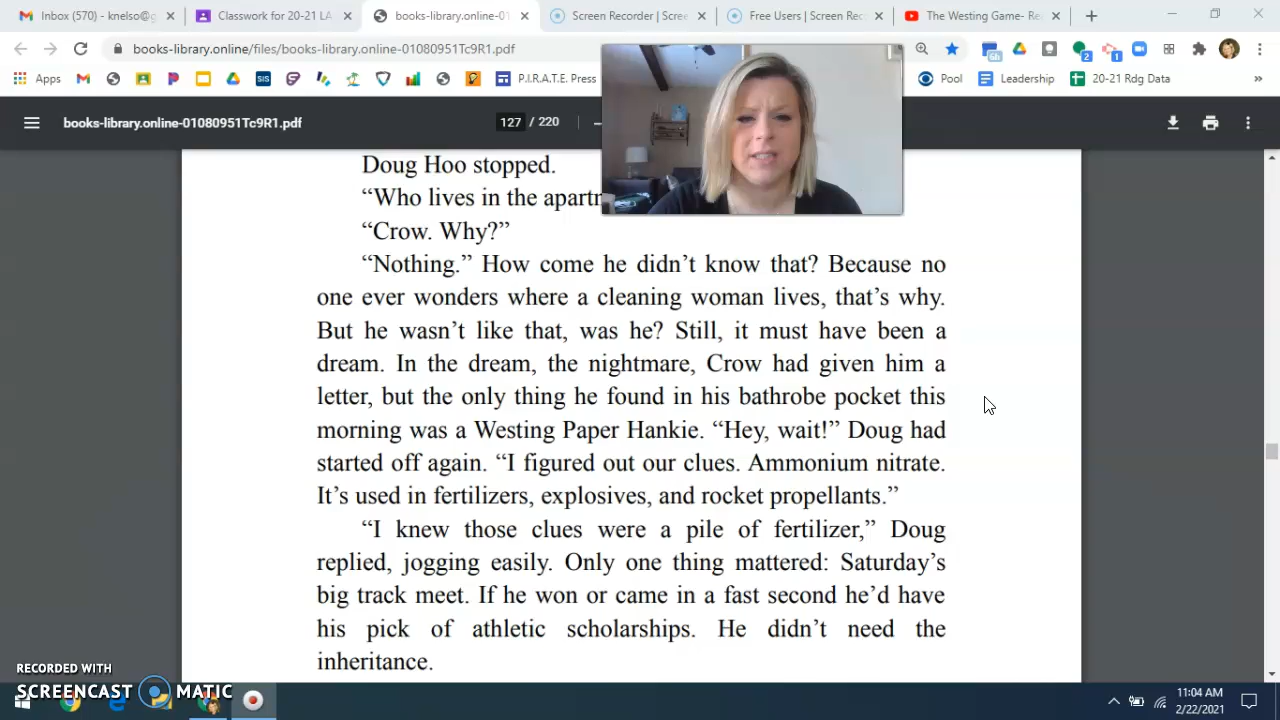 Inbox (570) - knelso@g
Classwork for 20-21 LA
books-library.online-01
Screen Recorder | Scre
Free Users | Screen Rec
The Westing Game- Re
books-library.online/files/books-library.online-01080951Tc9R1.pdf
Apps
SIS
P.I.R.A.T.E. Press
Pool
Leadership
20-21 Rdg Data
books-library.online-01080951Tc9R1.pdf
127 / 220
Doug Hoo stopped.
“Who lives in the apartm
“Crow. Why?”
“Nothing.” How come he didn’t know that? Because no
one ever wonders where a cleaning woman lives, that’s why.
But he wasn’t like that, was he? Still, it must have been a
dream. In the dream, the nightmare, Crow had given him a
letter, but the only thing he found in his bathrobe pocket this
morning was a Westing Paper Hankie. “Hey, wait!” Doug had
started off again. “I figured out our clues. Ammonium nitrate.
It’s used in fertilizers, explosives, and rocket propellants.”
“I knew those clues were a pile of fertilizer,” Doug
replied, jogging easily. Only one thing mattered: Saturday’s
big track meet. If he won or came in a fast second he’d have
his pick of athletic scholarships. He didn’t need the
inheritance.
RECORDED WITH
SCREENCAST MATIC
11:04 AM
2/22/2021